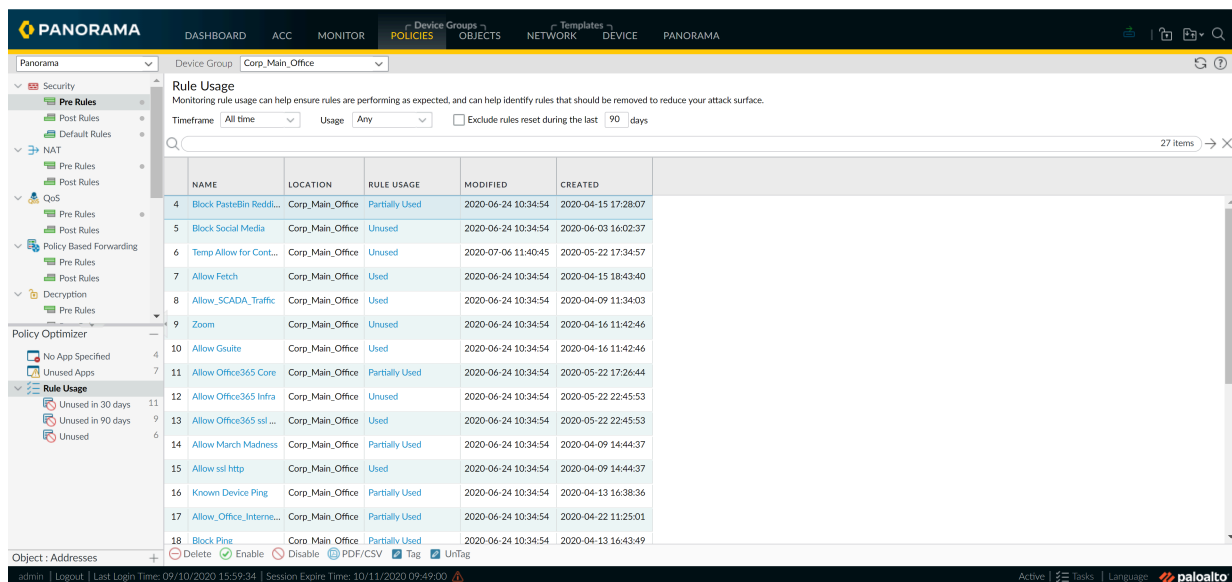 PANORAMA
Device Groups
Templates
DASHBOARD ACC MONITOR POLICIES OBJECTS NETWORK DEVICE PANORAMA
Panorama
Device Group Corp_Main_Office
Security
Pre Rules
Post Rules
Default Rules
NAT
Pre Rules
Post Rules
QoS
Pre Rules
Post Rules
Policy Based Forwarding
Pre Rules
Post Rules
Decryption
Pre Rules
Policy Optimizer
No App Specified 4
Unused Apps 7
Rule Usage
Unused in 30 days 11
Unused in 90 days 9
Unused 6
Object : Addresses
Rule Usage
Monitoring rule usage can help ensure rules are performing as expected, and can help identify rules that should be removed to reduce your attack surface.
Timeframe All time Usage Any Exclude rules reset during the last 90 days
27 items
NAME LOCATION RULE USAGE MODIFIED CREATED
4 Block PasteBin Reddi... Corp_Main_Office Partially Used 2020-06-24 10:34:54 2020-04-15 17:28:07
5 Block Social Media Corp_Main_Office Unused 2020-06-24 10:34:54 2020-06-03 16:02:37
6 Temp Allow for Cont... Corp_Main_Office Unused 2020-07-06 11:40:45 2020-05-22 17:34:57
7 Allow Fetch Corp_Main_Office Used 2020-06-24 10:34:54 2020-04-15 18:43:40
8 Allow_SCADA_Traffic Corp_Main_Office Used 2020-06-24 10:34:54 2020-04-09 11:34:03
9 Zoom Corp_Main_Office Unused 2020-06-24 10:34:54 2020-04-16 11:42:46
10 Allow Gsuite Corp_Main_Office Used 2020-06-24 10:34:54 2020-04-16 11:42:46
11 Allow Office365 Core Corp_Main_Office Partially Used 2020-06-24 10:34:54 2020-05-22 17:26:44
12 Allow Office365 Infra Corp_Main_Office Unused 2020-06-24 10:34:54 2020-05-22 22:45:53
13 Allow Office365 ssl ... Corp_Main_Office Used 2020-06-24 10:34:54 2020-05-22 22:45:53
14 Allow March Madness Corp_Main_Office Partially Used 2020-06-24 10:34:54 2020-04-09 14:44:37
15 Allow ssl http Corp_Main_Office Used 2020-06-24 10:34:54 2020-04-09 14:44:37
16 Known Device Ping Corp_Main_Office Partially Used 2020-06-24 10:34:54 2020-04-13 16:38:36
17 Allow_Office_Interne... Corp_Main_Office Partially Used 2020-06-24 10:34:54 2020-04-22 11:25:01
18 Block Ping Corp_Main_Office Partially Used 2020-06-24 10:34:54 2020-04-13 16:43:49
Delete Enable Disable PDF/CSV Tag UnTag
admin | Logout | Last Login Time: 09/10/2020 15:59:34 | Session Expire Time: 10/11/2020 09:49:00
Active | Tasks | Language paloalto